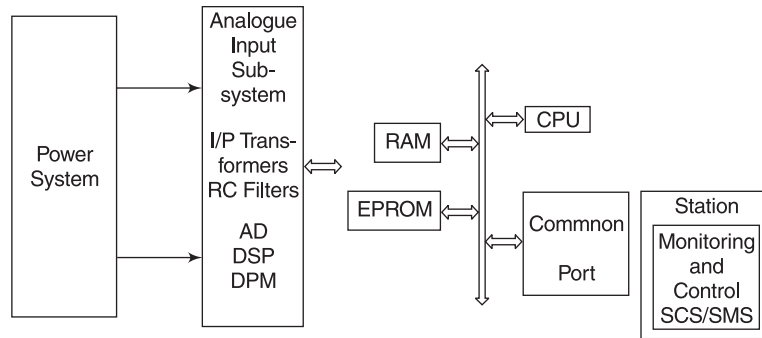 Power
System
Analogue
Input
Sub-
system
I/P Trans-
formers
RC Filters
AD
DSP
DPM
RAM
EPROM
CPU
Commnon
Port
Station
Monitoring
and
Control
SCS/SMS